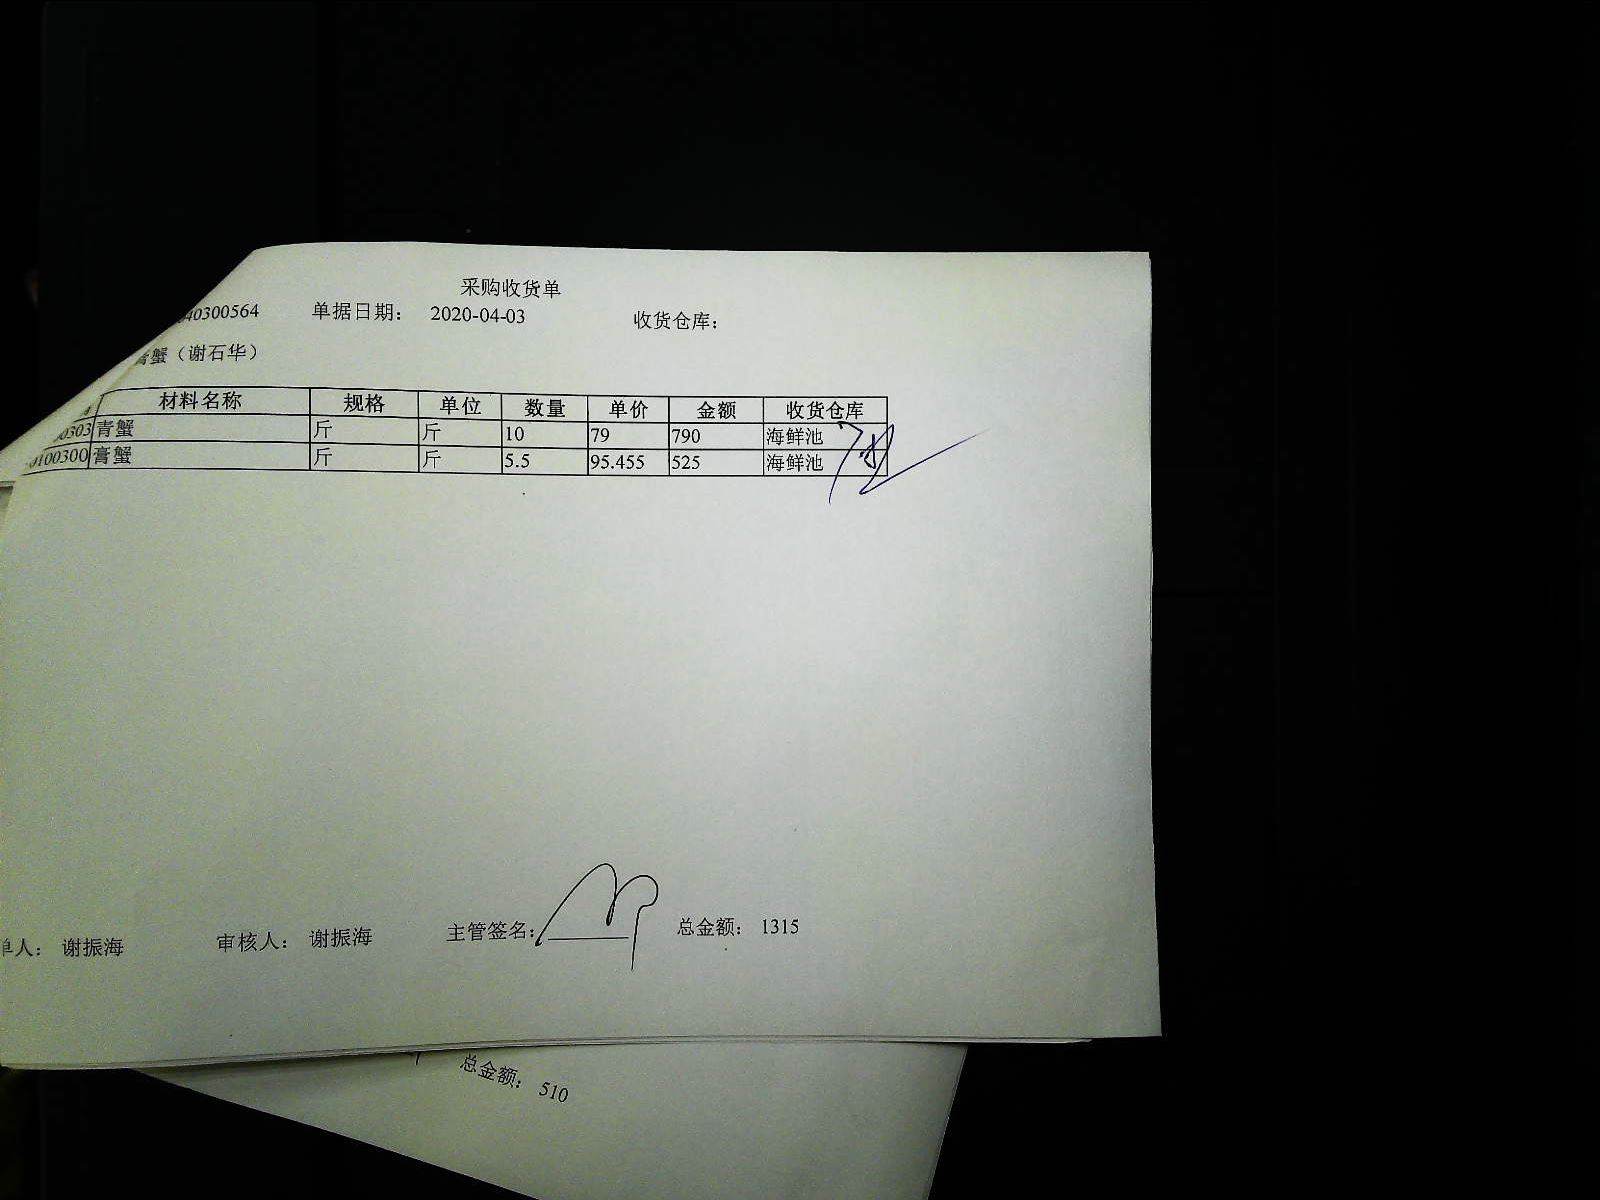 采购收货单
40300564 单据日期： 2020-04-03 收货仓库：
膏蟹（谢石华）
材料名称 规格 单位 数量 单价 金额 收货仓库
00303 青蟹 斤 斤 10 79 790 海鲜池
0100300 膏蟹 斤 斤 5.5 95.455 525 海鲜池
单人： 谢振海 审核人： 谢振海 主管签名： 总金额： 1315
总金额： 510